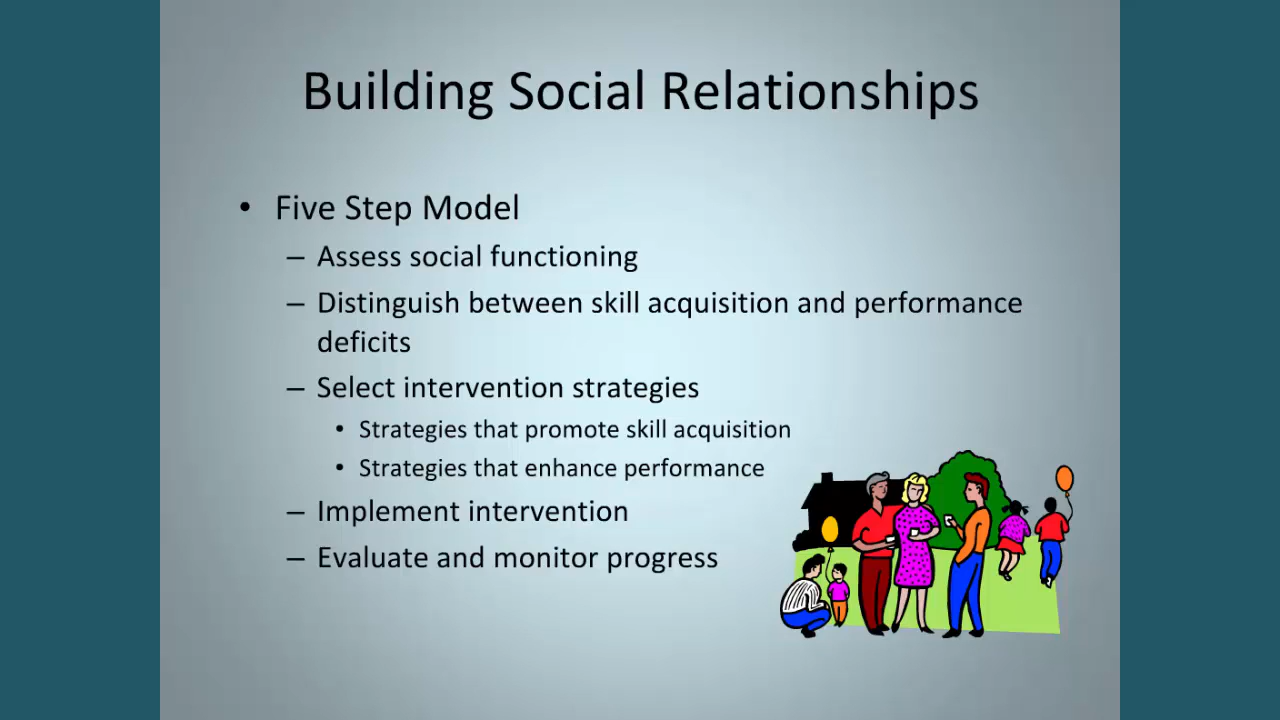 Building Social Relationships
• Five Step Model
– Assess social functioning
– Distinguish between skill acquisition and performance
deficits
– Select intervention strategies
• Strategies that promote skill acquisition
• Strategies that enhance performance
– Implement intervention
– Evaluate and monitor progress